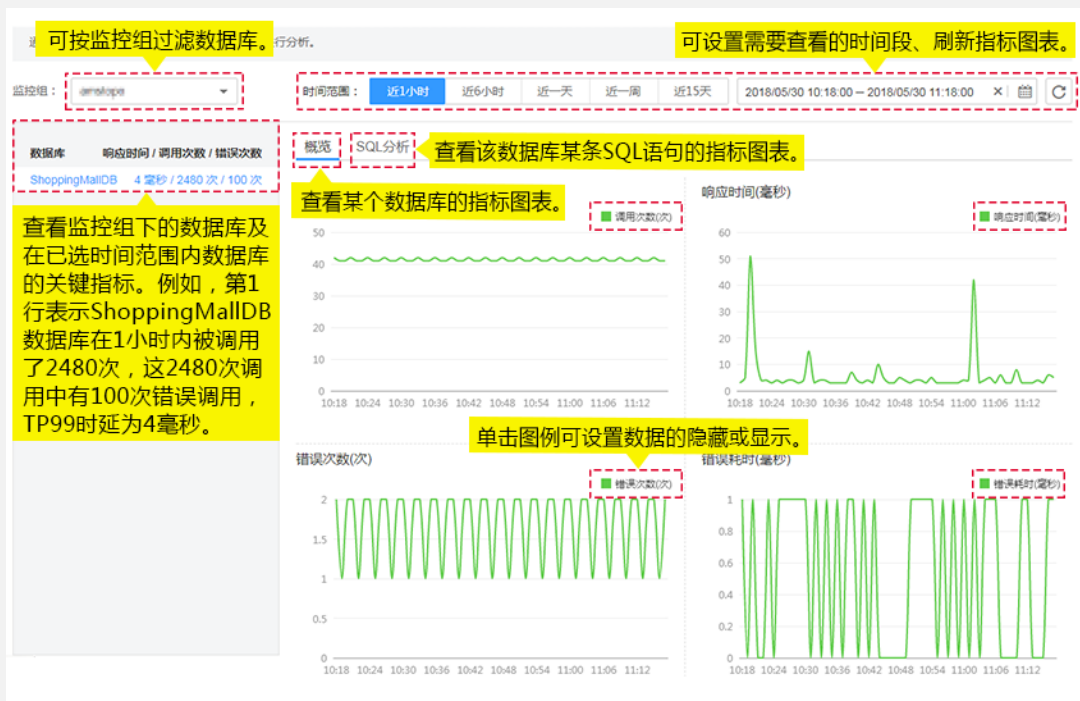 可按监控组过滤数据库。
行分析。
可设置需要查看的时间段、刷新指标图表。
监控组：
时间范围： 近1小时 近6小时 近一天 近一周 近15天 2018/05/30 10:18:00 — 2018/05/30 11:18:00
数据库 响应时间 / 调用次数 / 错误次数
ShoppingMallDB 4 毫秒 / 2480 次 / 100 次
概览 SQL分析
查看该数据库某条SQL语句的指标图表。
查看某个数据库的指标图表。
查看监控组下的数据库及
在已选时间范围内数据库
的关键指标。例如，第1
行表示ShoppingMallDB
数据库在1小时内被调用
了2480次，这2480次调
用中有100次错误调用，
TP99时延为4毫秒。
调用次数(次)
50
40
30
20
10
0
10:18 10:24 10:30 10:36 10:42 10:48 10:54 11:00 11:06 11:12
响应时间(毫秒)
响应时间(毫秒)
60
50
40
30
20
10
0
10:18 10:24 10:30 10:36 10:42 10:48 10:54 11:00 11:06 11:12
单击图例可设置数据的隐藏或显示。
错误次数(次)
错误次数(次)
2
1.5
1
0.5
0
10:18 10:24 10:30 10:36 10:42 10:48 10:54 11:00 11:06 11:12
错误耗时(毫秒)
错误耗时(毫秒)
1
0.8
0.6
0.4
0.2
0
10:18 10:24 10:30 10:36 10:42 10:48 10:54 11:00 11:06 11:12